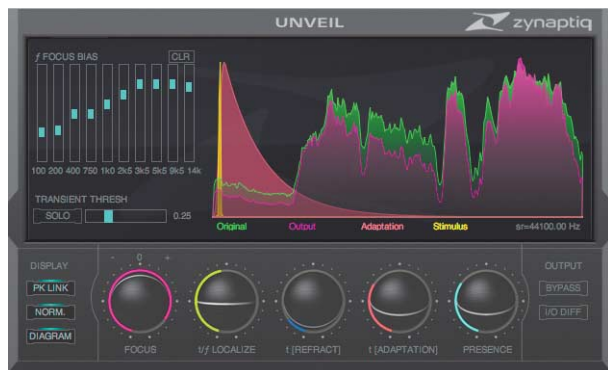 UNVEIL
zynaptiq
ƒ FOCUS BIAS
CLR
100 200 400 750 1k0 2k5 3k5 5k5 9k5 14k
TRANSIENT THRESH
SOLO 0.25
Original Output Adaptation Stimulus sr=44100.00 Hz
DISPLAY
PK LINK
NORM.
DIAGRAM
- 0 +
FOCUS
t/ƒ LOCALIZE
t [REFRACT]
t [ADAPTATION]
PRESENCE
OUTPUT
BYPASS
I/O DIFF